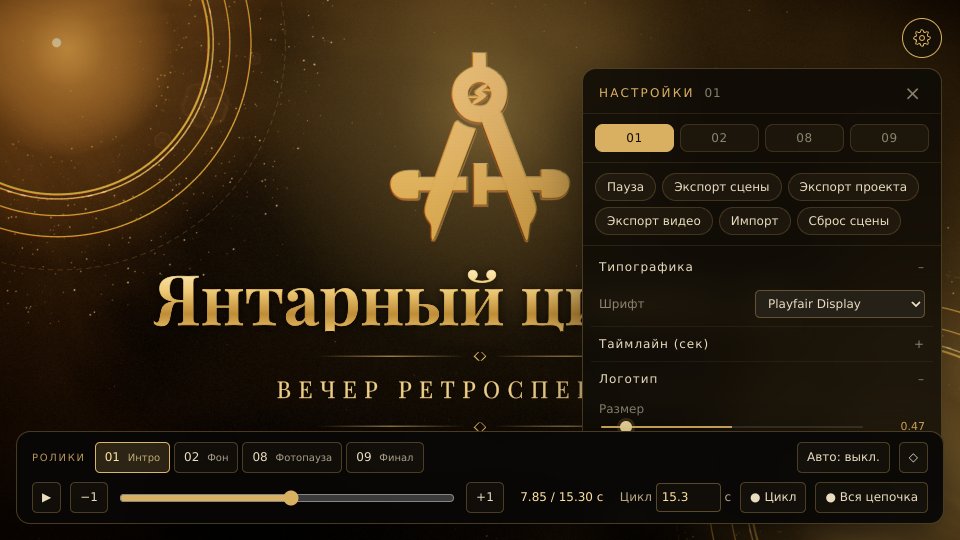 НАСТРОЙКИ 01
01 02 08 09
Пауза Экспорт сцены Экспорт проекта
Экспорт видео Импорт Сброс сцены
Типографика –
Шрифт Playfair Display
Таймлайн (сек) +
Логотип –
Размер
0.47
Янтарный
ВЕЧЕР
РОЛИКИ 01 Интро 02 Фон 08 Фотопауза 09 Финал Авто: выкл.
−1 +1 7.85 / 15.30 с Цикл 15.3 с Цикл Вся цепочка